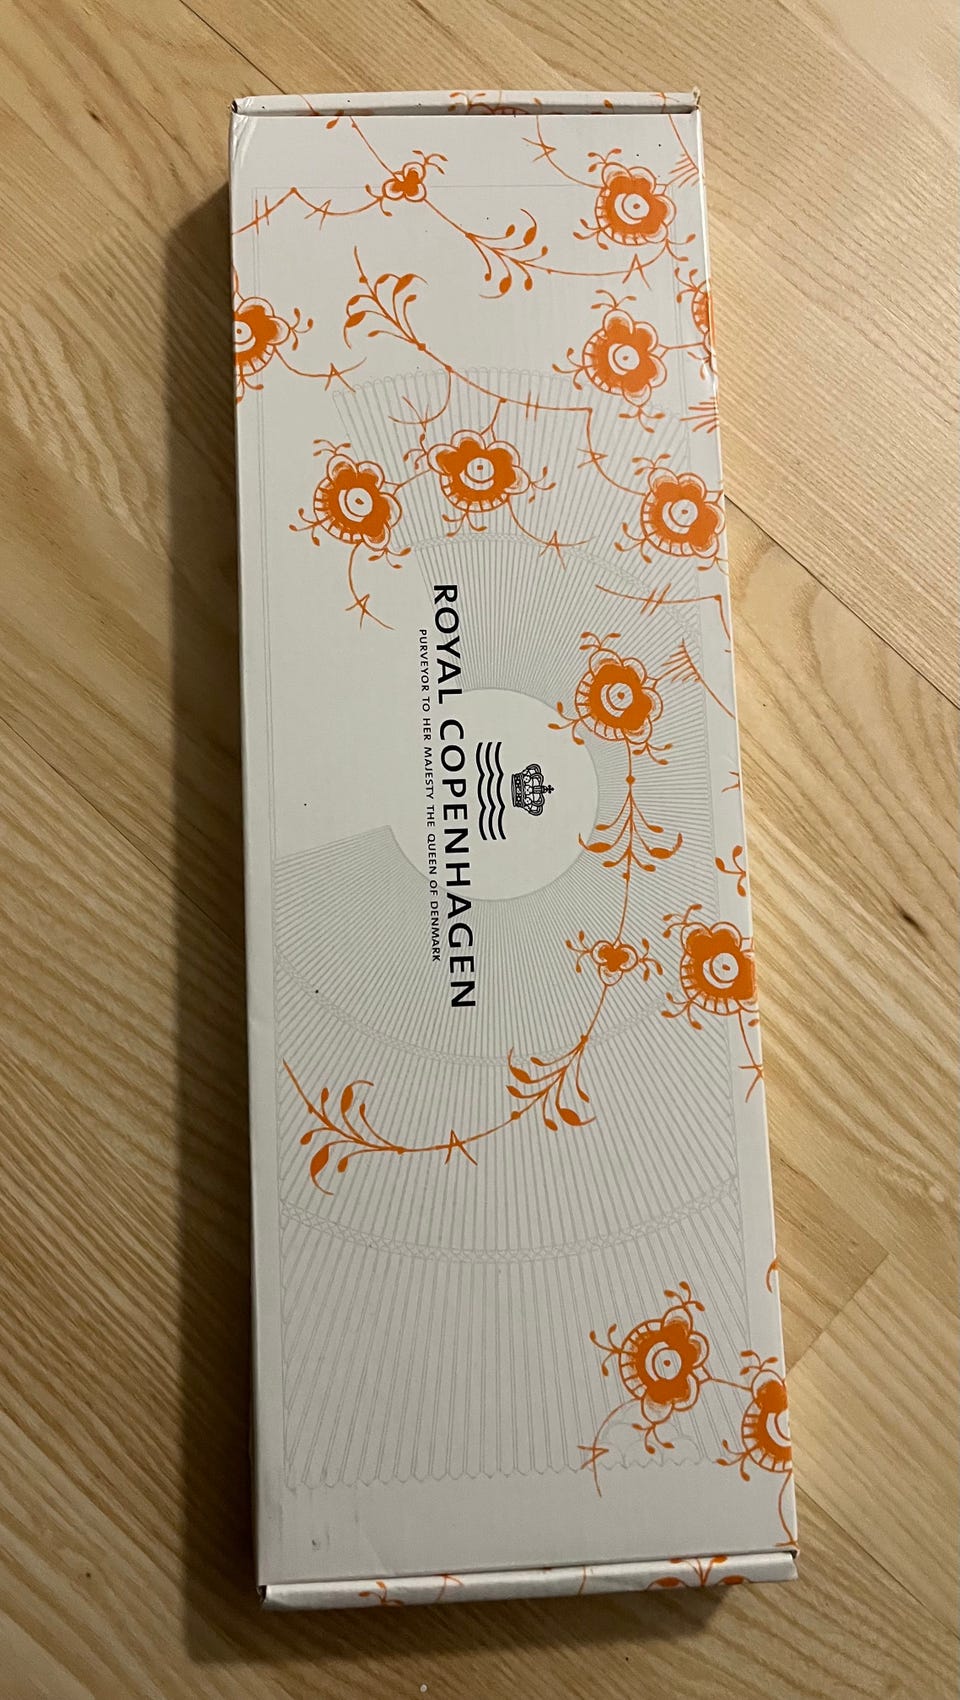 ROYAL COPENHAGEN
PURVEYOR TO HER MAJESTY THE QUEEN OF DENMARK